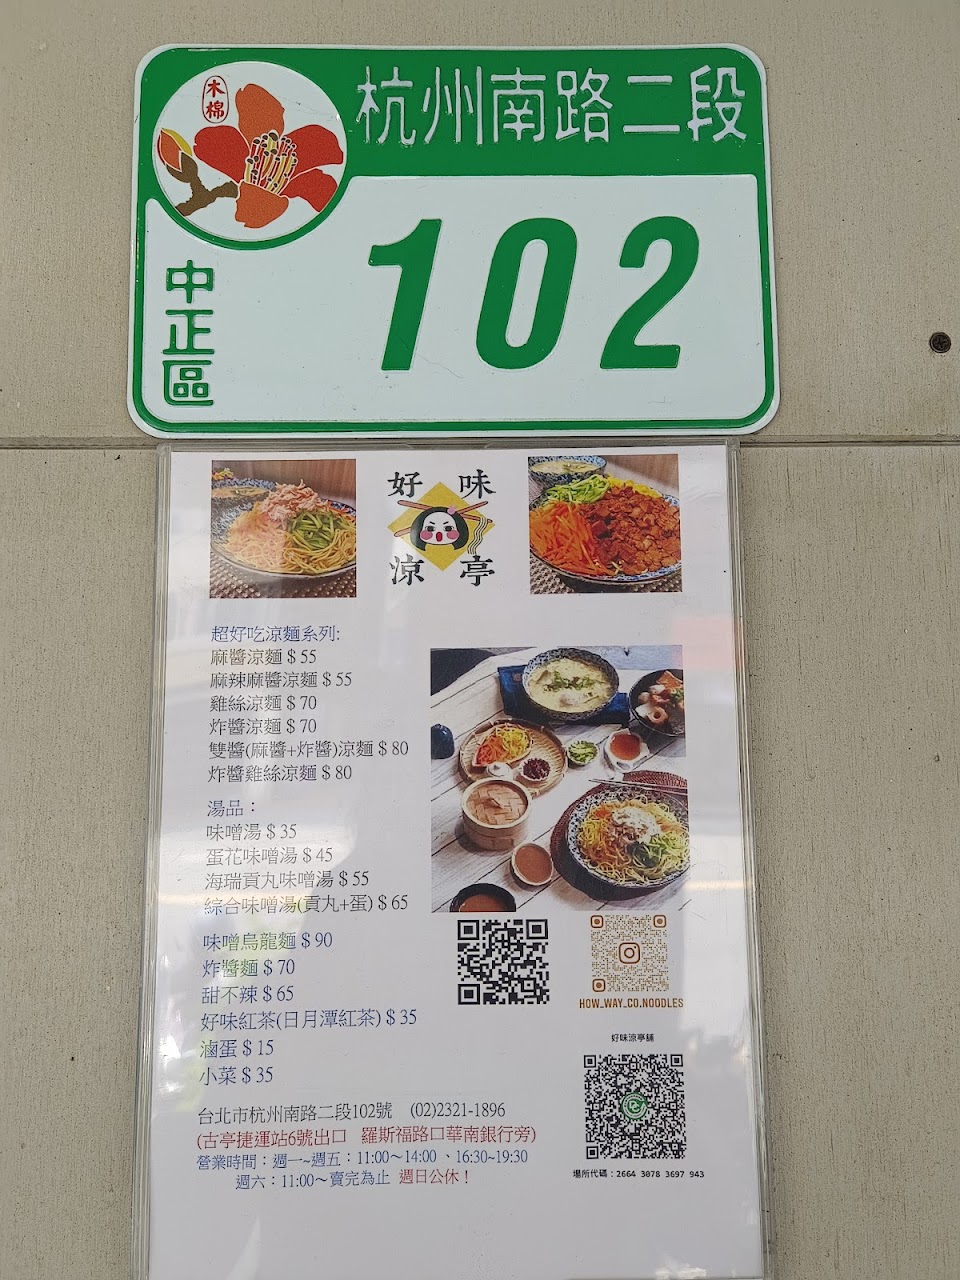 木棉
杭州南路二段
102
中正區
好味
涼亭
超好吃涼麵系列:
麻醬涼麵 $ 55
麻辣麻醬涼麵 $ 55
雞絲涼麵 $ 70
炸醬涼麵 $ 70
雙醬(麻醬+炸醬)涼麵 $ 80
炸醬雞絲涼麵 $ 80
湯品：
味噌湯 $ 35
蛋花味噌湯 $ 45
海瑞貢丸味噌湯 $ 55
綜合味噌湯(貢丸+蛋) $ 65
味噌烏龍麵 $ 90
炸醬麵 $ 70
甜不辣 $ 65
好味紅茶(日月潭紅茶) $ 35
滷蛋 $ 15
小菜 $ 35
HOW_WAY_CO.NOODLES
好味涼亭舖
場所代碼：2664 3078 3697 943
台北市杭州南路二段102號 (02)2321-1896
(古亭捷運站6號出口 羅斯福路口華南銀行旁)
營業時間：週一~週五：11:00～14:00 、16:30~19:30
週六：11:00～賣完為止 週日公休！